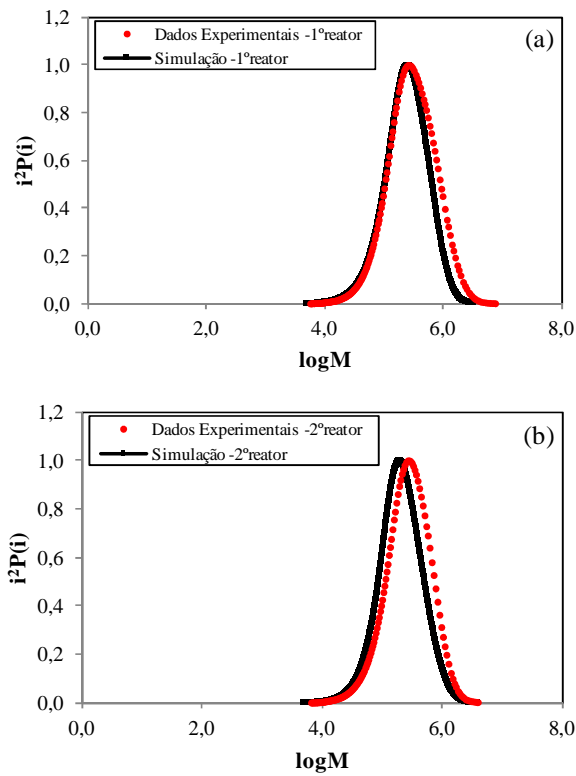 1,2
Dados Experimentais -1ºreator
Simulação -1ºreator
(a)
1,0
0,8
0,6
0,4
0,2
0,0
i²P(i)
0,0 2,0 4,0 6,0 8,0
logM
1,2
Dados Experimentais -2ºreator
Simulação -2ºreator
(b)
1,0
0,8
0,6
0,4
0,2
0,0
i²P(i)
0,0 2,0 4,0 6,0 8,0
logM